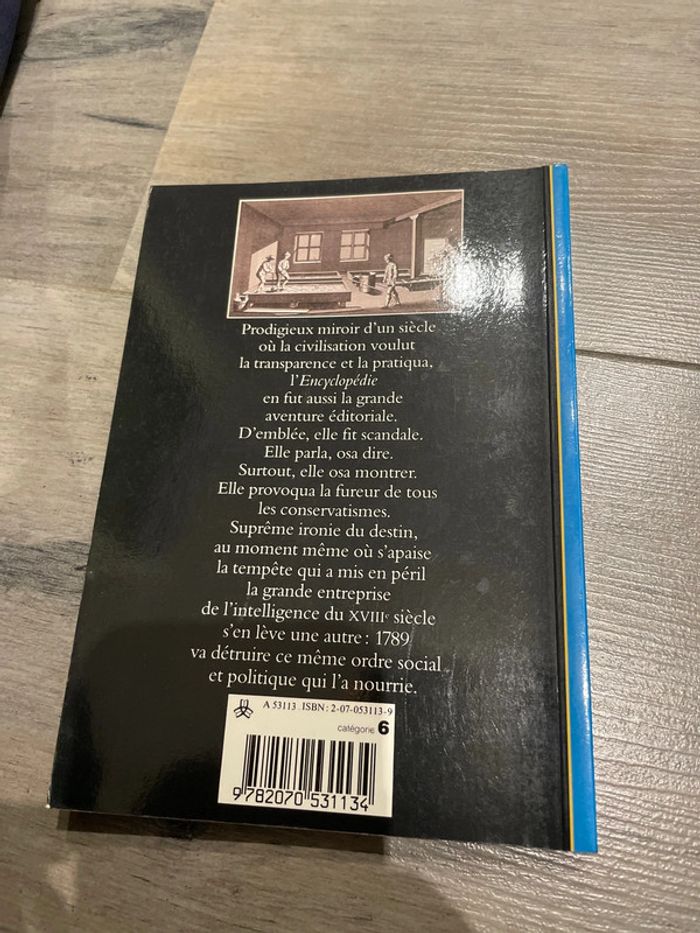 Prodigieux miroir d'un siècle
où la civilisation voulut
la transparence et la pratiqua,
l'Encyclopédie
en fut aussi la grande
aventure éditoriale.
D'emblée, elle fit scandale.
Elle parla, osa dire.
Surtout, elle osa montrer.
Elle provoqua la fureur de tous
les conservatismes.
Suprême ironie du destin,
au moment même où s'apaise
la tempête qui a mis en péril
la grande entreprise
de l'intelligence du XVIIIe siècle
s'en lève une autre : 1789
va détruire ce même ordre social
et politique qui l'a nourrie.
A 53113 ISBN : 2-07-053113-9
catégorie 6
9782070531134